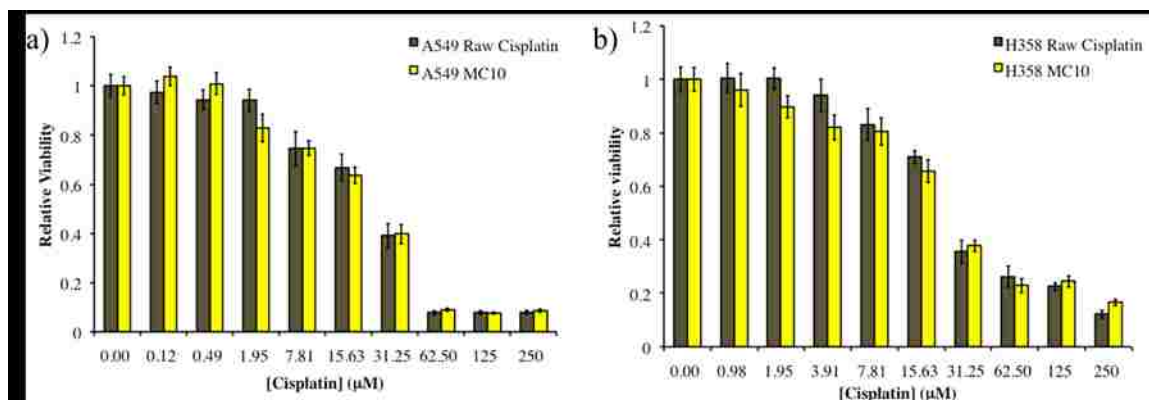 a)
1.2
1
0.8
0.6
0.4
0.2
0
Relative Viability
A549 Raw Cisplatin
A549 MC10
0.00 0.12 0.49 1.95 7.81 15.63 31.25 62.50 125 250
[Cisplatin] (µM)
b)
1.2
1
0.8
0.6
0.4
0.2
0
Relative viability
H358 Raw Cisplatin
H358 MC10
0.00 0.98 1.95 3.91 7.81 15.63 31.25 62.50 125 250
[Cisplatin] (µM)